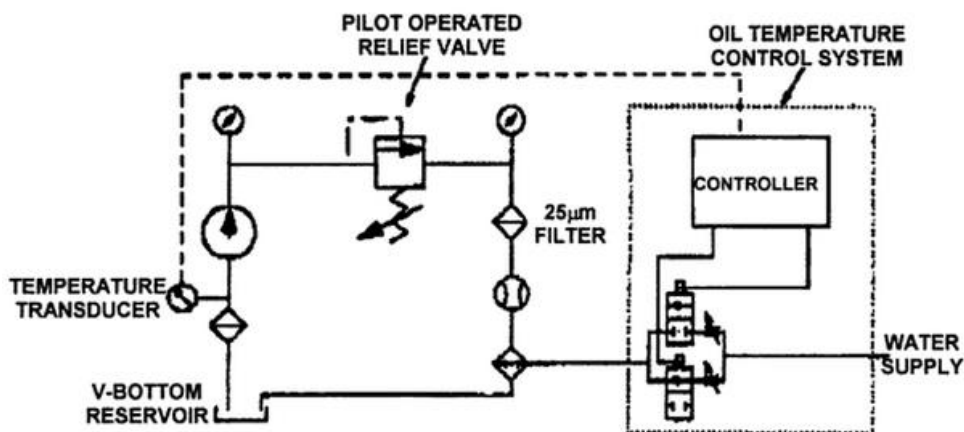 PILOT OPERATED
RELIEF VALVE
OIL TEMPERATURE
CONTROL SYSTEM
CONTROLLER
25µm
FILTER
TEMPERATURE
TRANSDUCER
WATER
SUPPLY
V-BOTTOM
RESERVOIR